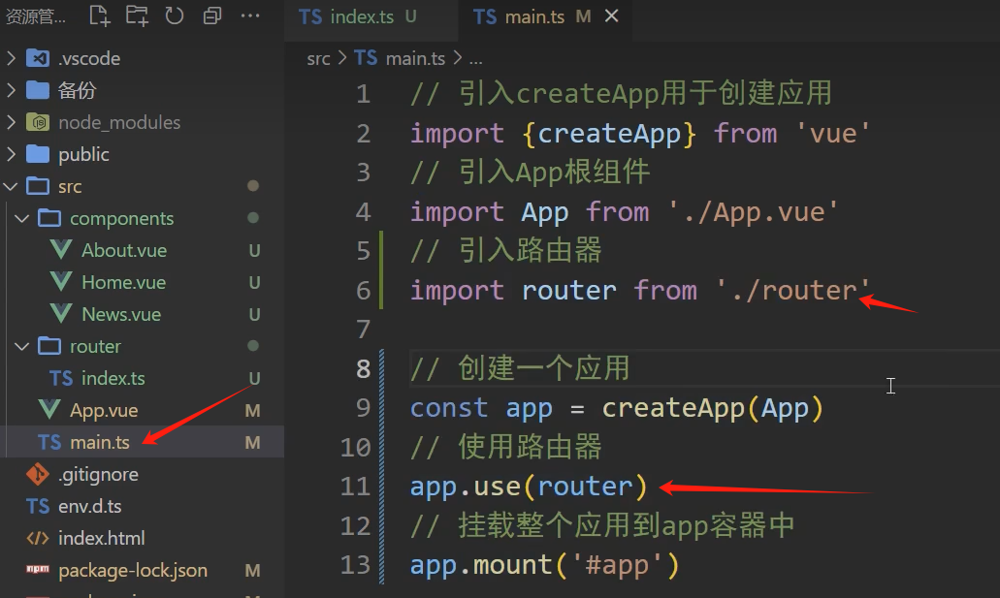 资源管...
TS index.ts U
TS main.ts M
src > TS main.ts > ...
.vscode
备份
node_modules
public
src
components
About.vue U
Home.vue U
News.vue U
router
TS index.ts U
App.vue M
TS main.ts M
.gitignore
TS env.d.ts
index.html
package-lock.json M
1 // 引入createApp用于创建应用
2 import {createApp} from 'vue'
3 // 引入App根组件
4 import App from './App.vue'
5 // 引入路由器
6 import router from './router'
7
8 // 创建一个应用
9 const app = createApp(App)
10 // 使用路由器
11 app.use(router)
12 // 挂载整个应用到app容器中
13 app.mount('#app')